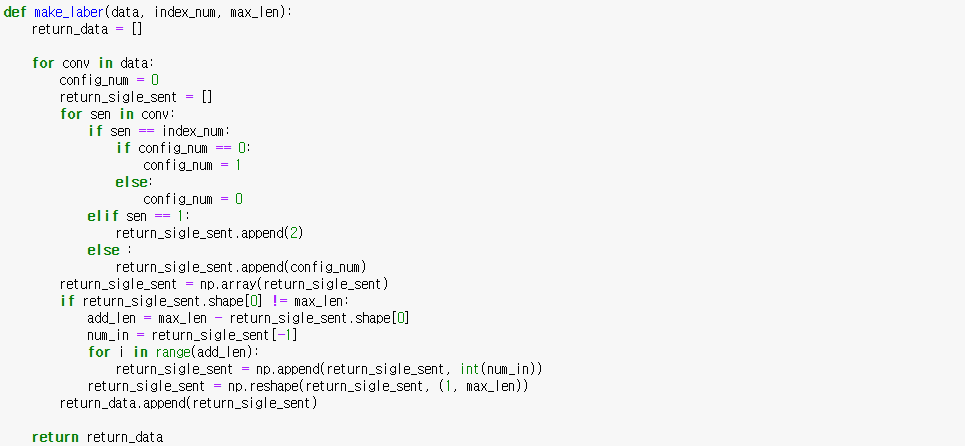 def make_laber(data, index_num, max_len):
    return_data = []

    for conv in data:
        config_num = 0
        return_sigle_sent = []
        for sen in conv:
            if sen == index_num:
                if config_num == 0:
                    config_num = 1
                else:
                    config_num = 0
            elif sen == 1:
                return_sigle_sent.append(2)
            else :
                return_sigle_sent.append(config_num)
        return_sigle_sent = np.array(return_sigle_sent)
        if return_sigle_sent.shape[0] != max_len:
            add_len = max_len - return_sigle_sent.shape[0]
            num_in = return_sigle_sent[-1]
            for i in range(add_len):
                return_sigle_sent = np.append(return_sigle_sent, int(num_in))
            return_sigle_sent = np.reshape(return_sigle_sent, (1, max_len))
        return_data.append(return_sigle_sent)

    return return_data